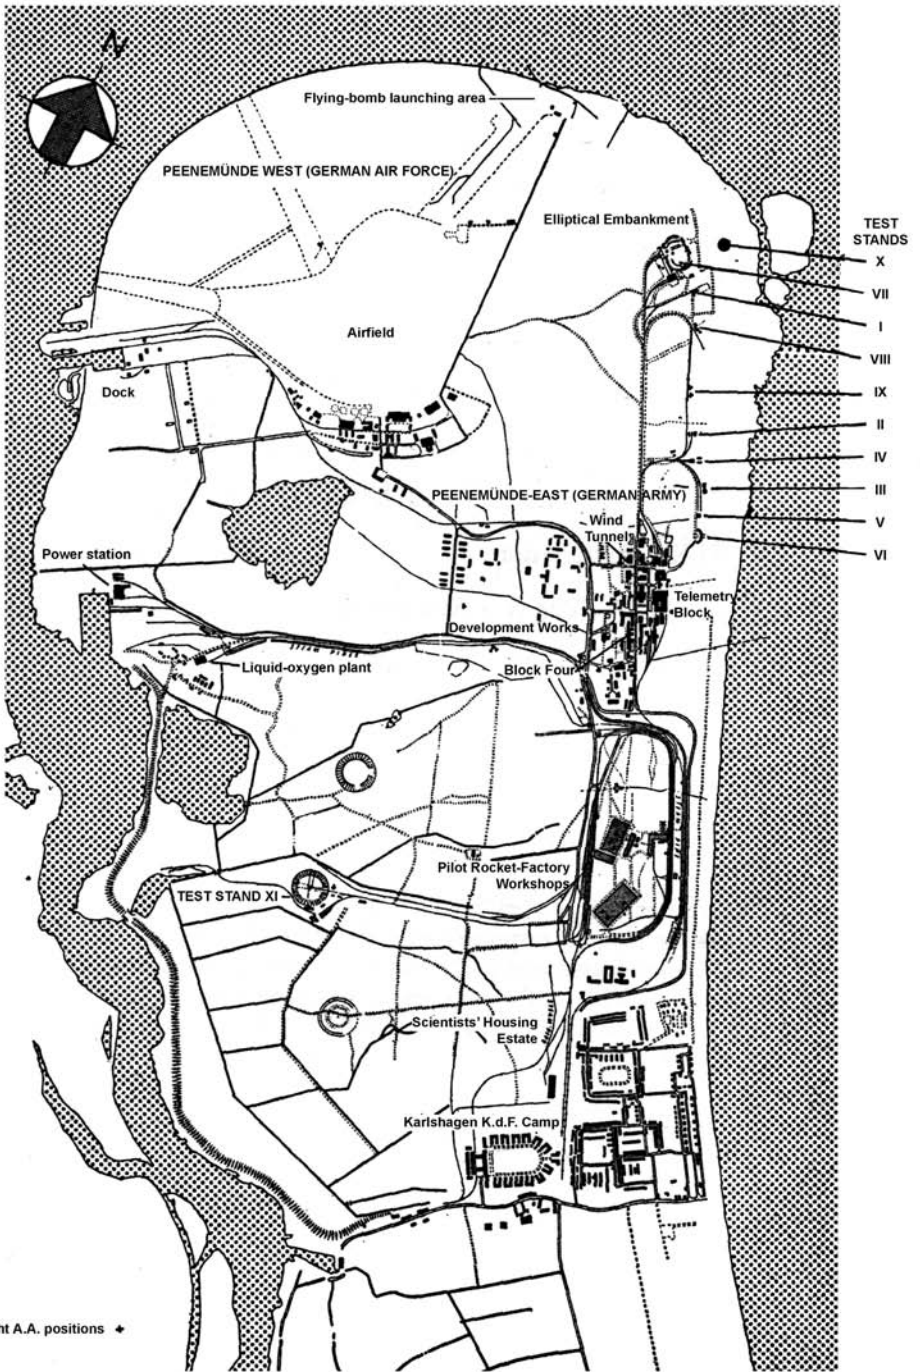 N
Flying-bomb launching area
PEENEMÜNDE WEST (GERMAN AIR FORCE)
Elliptical Embankment
TEST
STANDS
X
VII
I
VIII
IX
II
IV
III
V
VI
Airfield
Dock
PEENEMÜNDE-EAST (GERMAN ARMY)
Wind
Tunnels
Power station
Telemetry
Block
Development Works
Liquid-oxygen plant
Block Four
Pilot Rocket-Factory
Workshops
TEST STAND XI
Scientists' Housing
Estate
Karlshagen K.d.F. Camp
A.A. positions